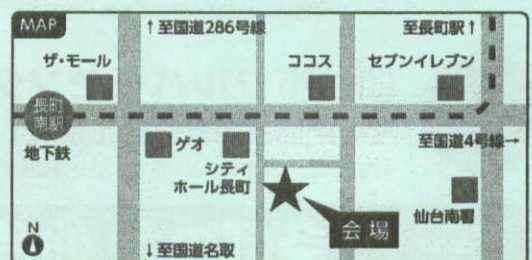 MAP
↑至国道286号線
至長町駅↑
ザ・モール
ココス
セブンイレブン
長町
南駅
地下鉄
ゲオ
シティ
ホール長町
至国道4号線→
仙台南署
会場
N
↓至国道名取